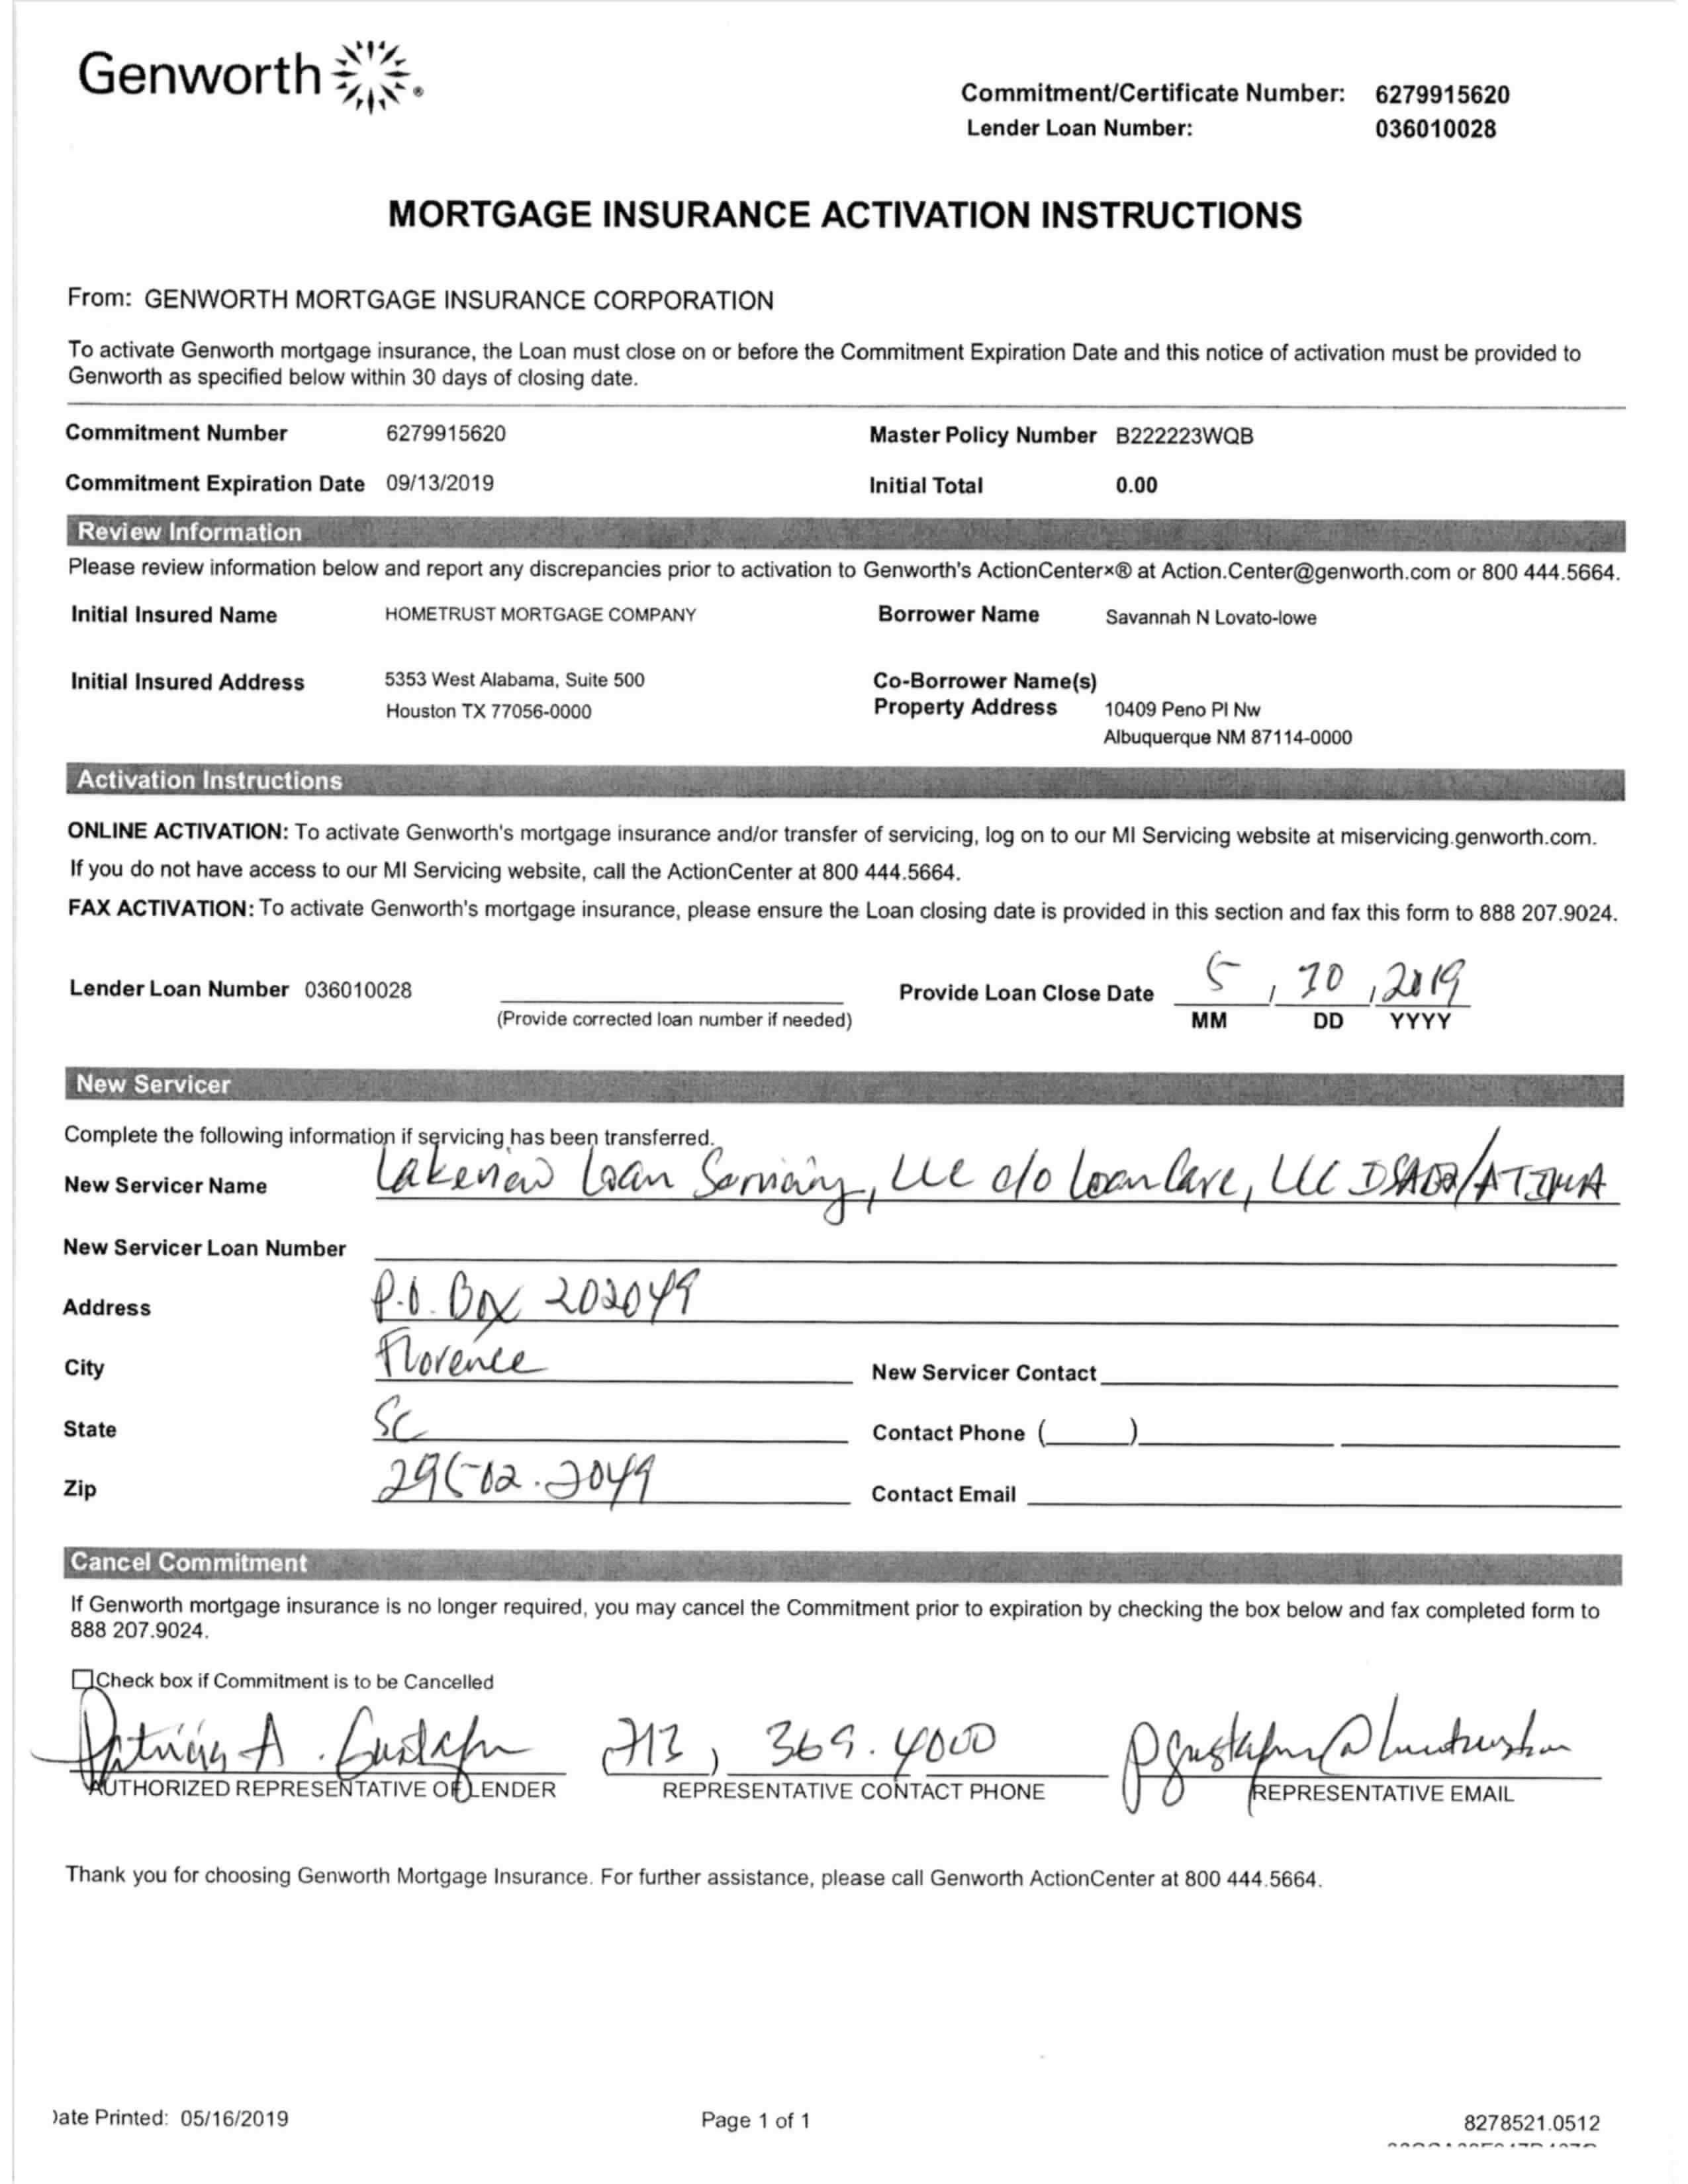 Genworth ®
Commitment/Certificate Number: 6279915620
Lender Loan Number: 036010028
MORTGAGE INSURANCE ACTIVATION INSTRUCTIONS
From: GENWORTH MORTGAGE INSURANCE CORPORATION
To activate Genworth mortgage insurance, the Loan must close on or before the Commitment Expiration Date and this notice of activation must be provided to
Genworth as specified below within 30 days of closing date.
Commitment Number 6279915620 Master Policy Number B222223WQB
Commitment Expiration Date 09/13/2019 Initial Total 0.00
Review Information
Please review information below and report any discrepancies prior to activation to Genworth's ActionCenter×® at Action.Center@genworth.com or 800 444.5664.
Initial Insured Name HOMETRUST MORTGAGE COMPANY Borrower Name Savannah N Lovato-lowe
Initial Insured Address 5353 West Alabama, Suite 500 Co-Borrower Name(s)
Houston TX 77056-0000 Property Address 10409 Peno Pl Nw
Albuquerque NM 87114-0000
Activation Instructions
ONLINE ACTIVATION: To activate Genworth's mortgage insurance and/or transfer of servicing, log on to our MI Servicing website at miservicing.genworth.com.
If you do not have access to our MI Servicing website, call the ActionCenter at 800 444.5664.
FAX ACTIVATION: To activate Genworth's mortgage insurance, please ensure the Loan closing date is provided in this section and fax this form to 888 207.9024.
Lender Loan Number 036010028 Provide Loan Close Date 5 / 30 / 2019
(Provide corrected loan number if needed) MM DD YYYY
New Servicer
Complete the following information if servicing has been transferred.
New Servicer Name Lakeview Loan Servicing, LLC c/o LoanCare, LLC /ATIMA
New Servicer Loan Number
Address P.O. Box 202049
City Florence New Servicer Contact
State SC Contact Phone ( )
Zip 29502.2049 Contact Email
Cancel Commitment
If Genworth mortgage insurance is no longer required, you may cancel the Commitment prior to expiration by checking the box below and fax completed form to
888 207.9024.
Check box if Commitment is to be Cancelled
Patricia A. 713 ) 369.4000
AUTHORIZED REPRESENTATIVE OF LENDER REPRESENTATIVE CONTACT PHONE REPRESENTATIVE EMAIL
Thank you for choosing Genworth Mortgage Insurance. For further assistance, please call Genworth ActionCenter at 800 444.5664.
ate Printed: 05/16/2019 Page 1 of 1 8278521.0512